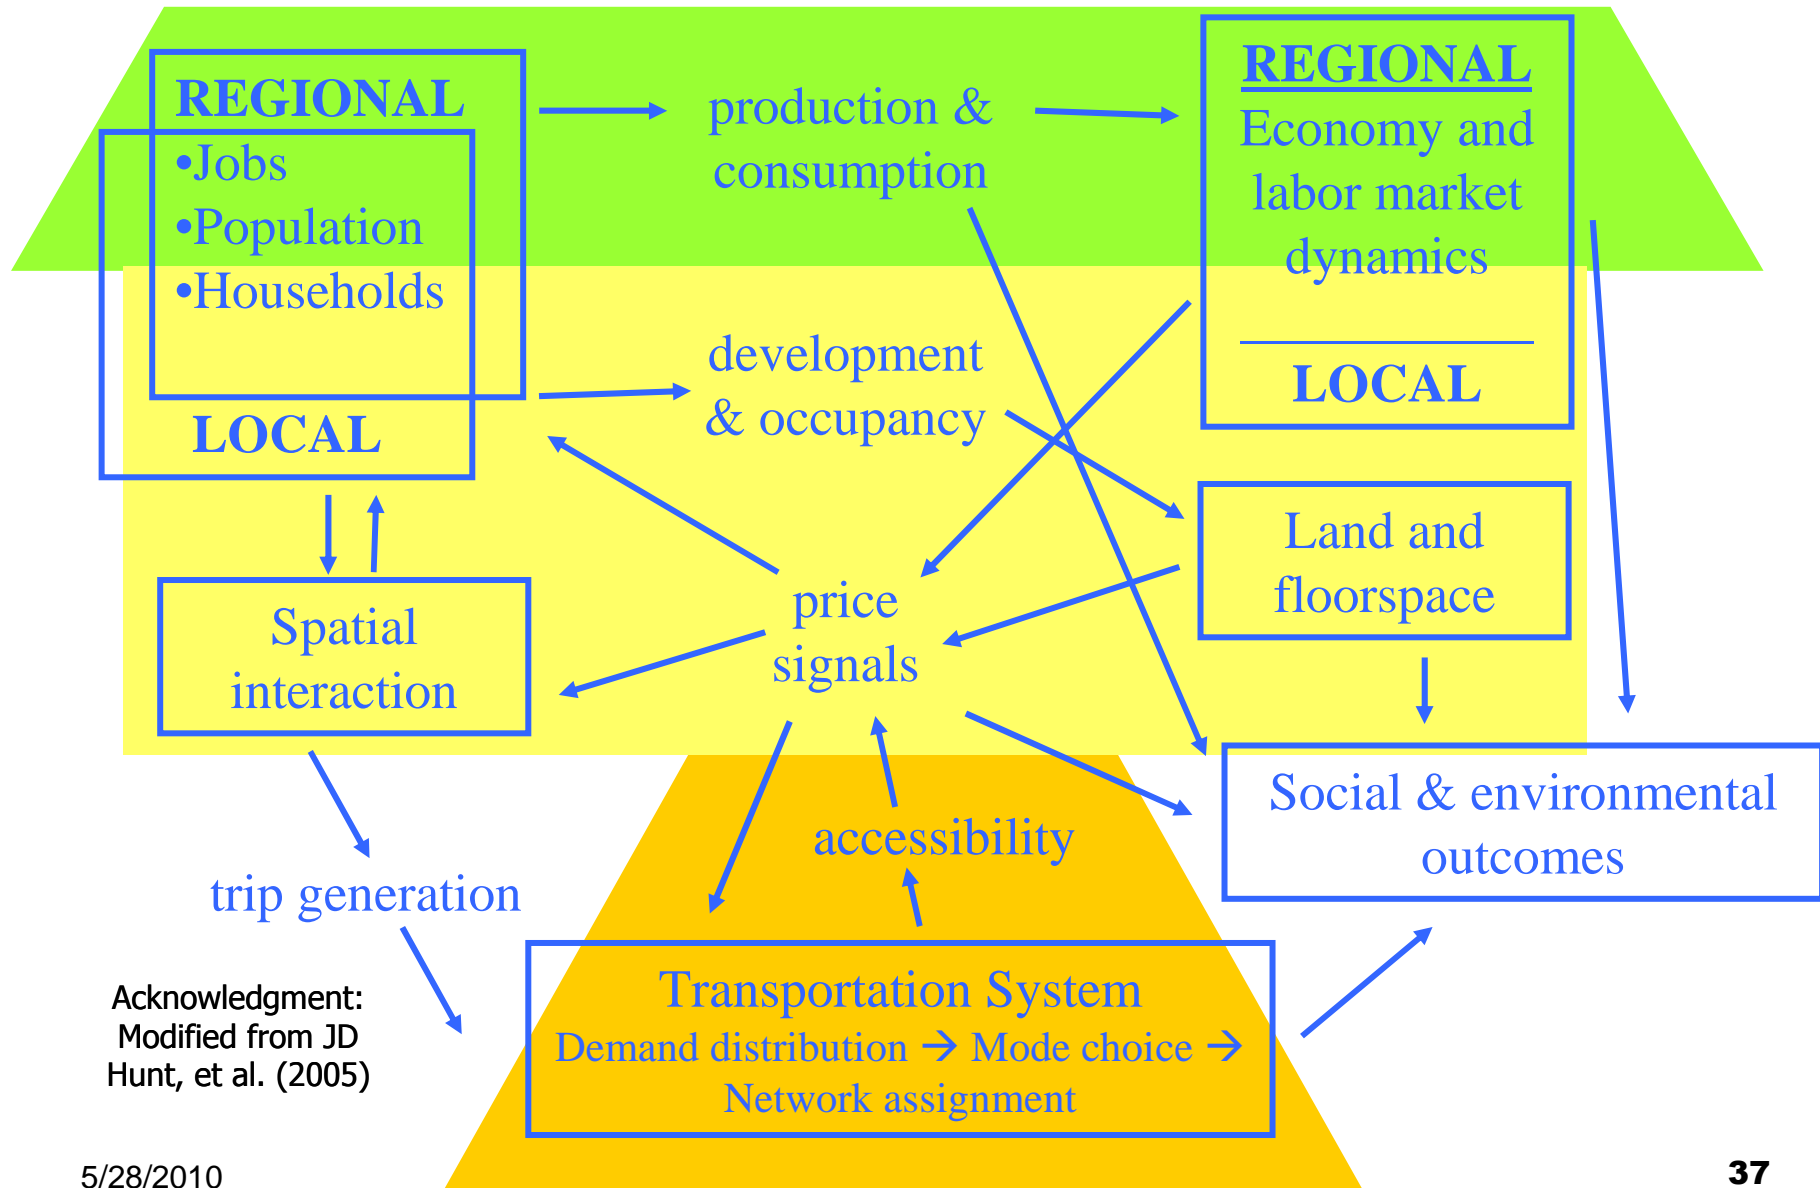 REGIONAL
•Jobs
•Population
•Households
LOCAL
production &
consumption
REGIONAL
Economy and
labor market
dynamics
LOCAL
development
& occupancy
Land and
floorspace
price
signals
Spatial
interaction
Social & environmental
outcomes
accessibility
trip generation
Transportation System
Demand distribution → Mode choice →
Network assignment
Acknowledgment:
Modified from JD
Hunt, et al. (2005)
5/28/2010
37